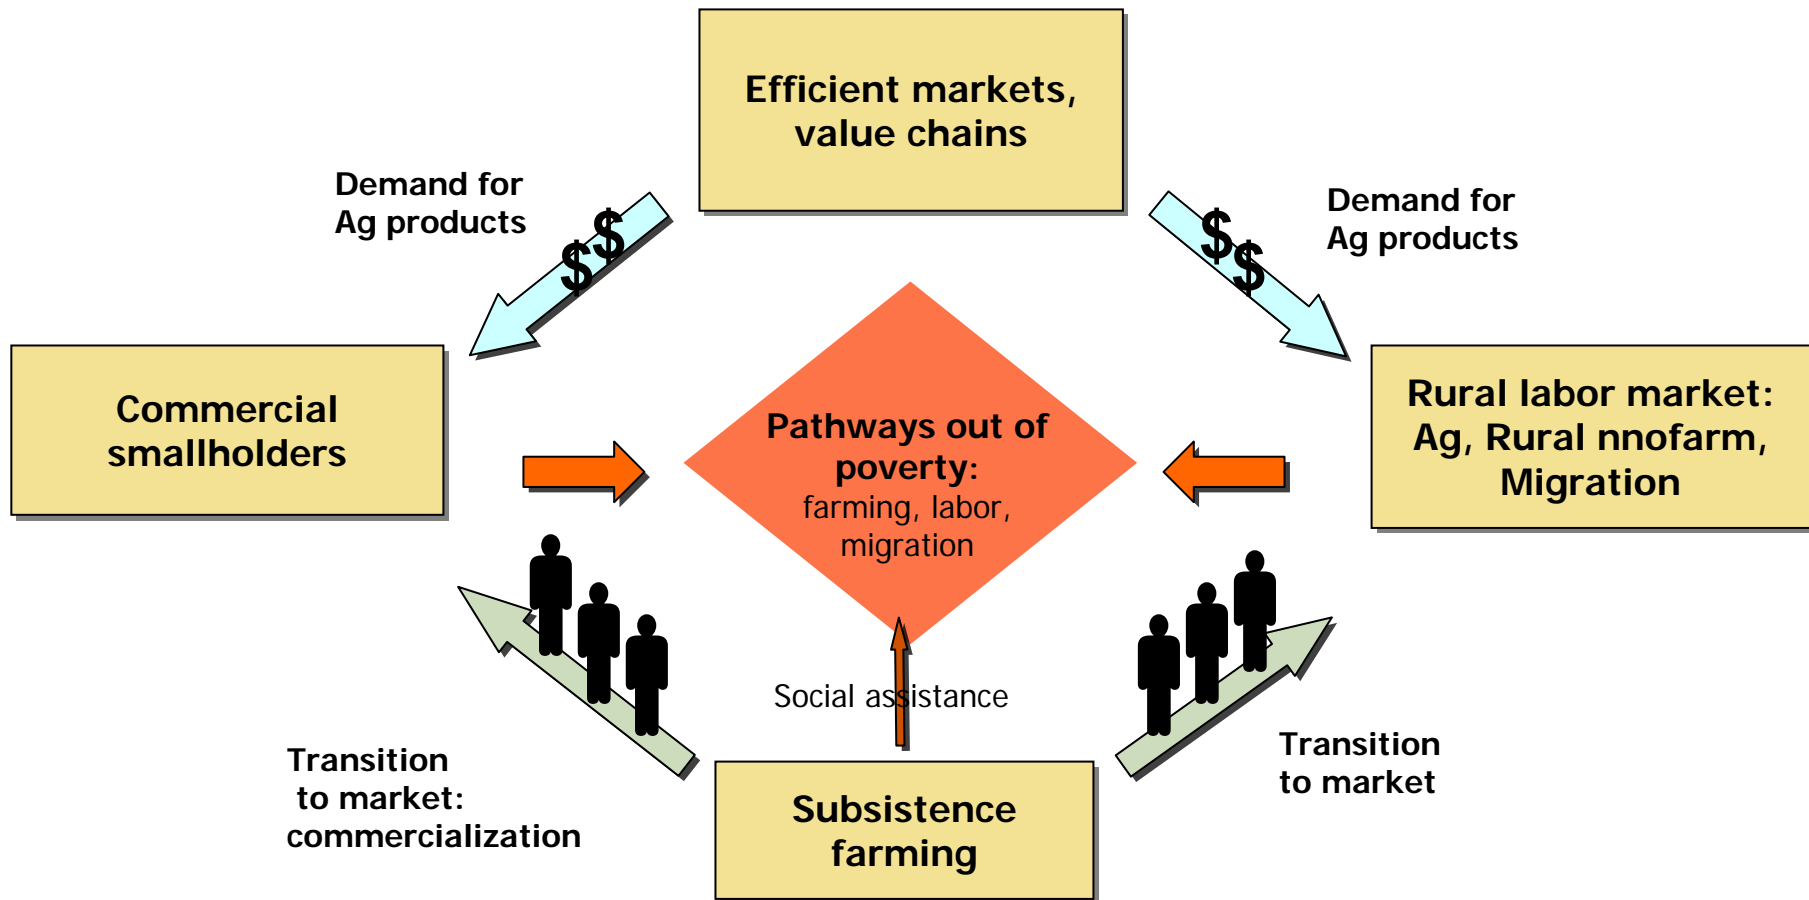 Efficient markets,
value chains
Demand for
Ag products
$$
Demand for
Ag products
$$
Commercial
smallholders
Pathways out of
poverty:
farming, labor,
migration
Rural labor market:
Ag, Rural nnofarm,
Migration
Social assistance
Transition
to market:
commercialization
Transition
to market
Subsistence
farming